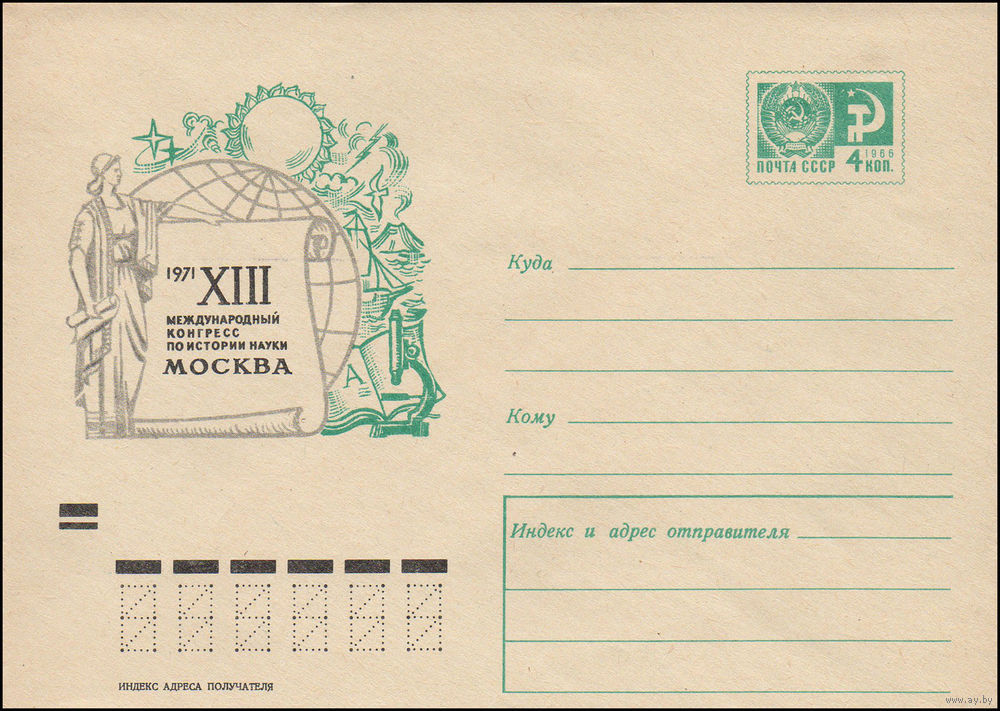 1971 XIII
МЕЖДУНАРОДНЫЙ
КОНГРЕСС
ПО ИСТОРИИ НАУКИ
МОСКВА
А
1966
ПОЧТА СССР 4 КОП.
Куда
Кому
Индекс и адрес отправителя
ИНДЕКС АДРЕСА ПОЛУЧАТЕЛЯ
www.ay.by